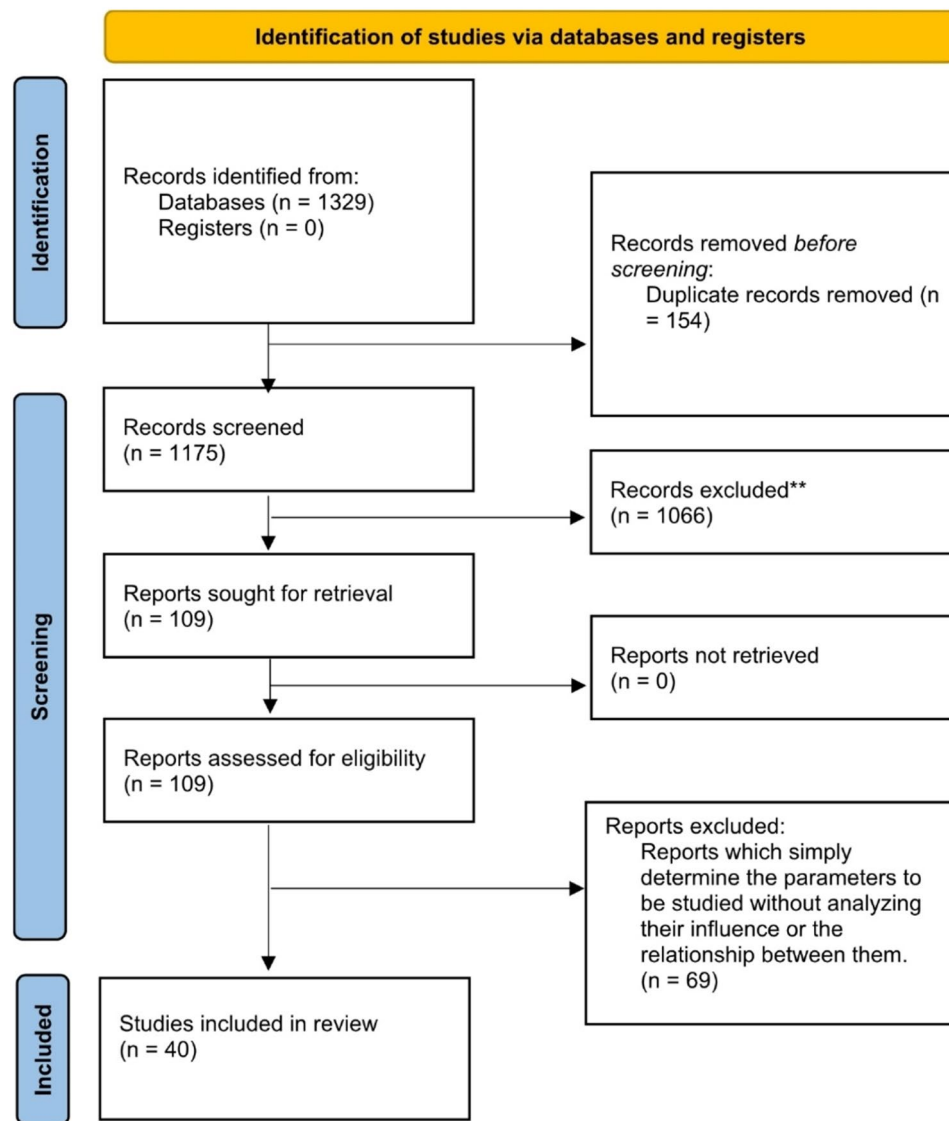 Identification of studies via databases and registers
Identification
Records identified from:
Databases (n = 1329)
Registers (n = 0)
Records removed before
screening:
Duplicate records removed (n
= 154)
Screening
Records screened
(n = 1175)
Records excluded**
(n = 1066)
Reports sought for retrieval
(n = 109)
Reports not retrieved
(n = 0)
Reports assessed for eligibility
(n = 109)
Reports excluded:
Reports which simply
determine the parameters to
be studied without analyzing
their influence or the
relationship between them.
(n = 69)
Included
Studies included in review
(n = 40)